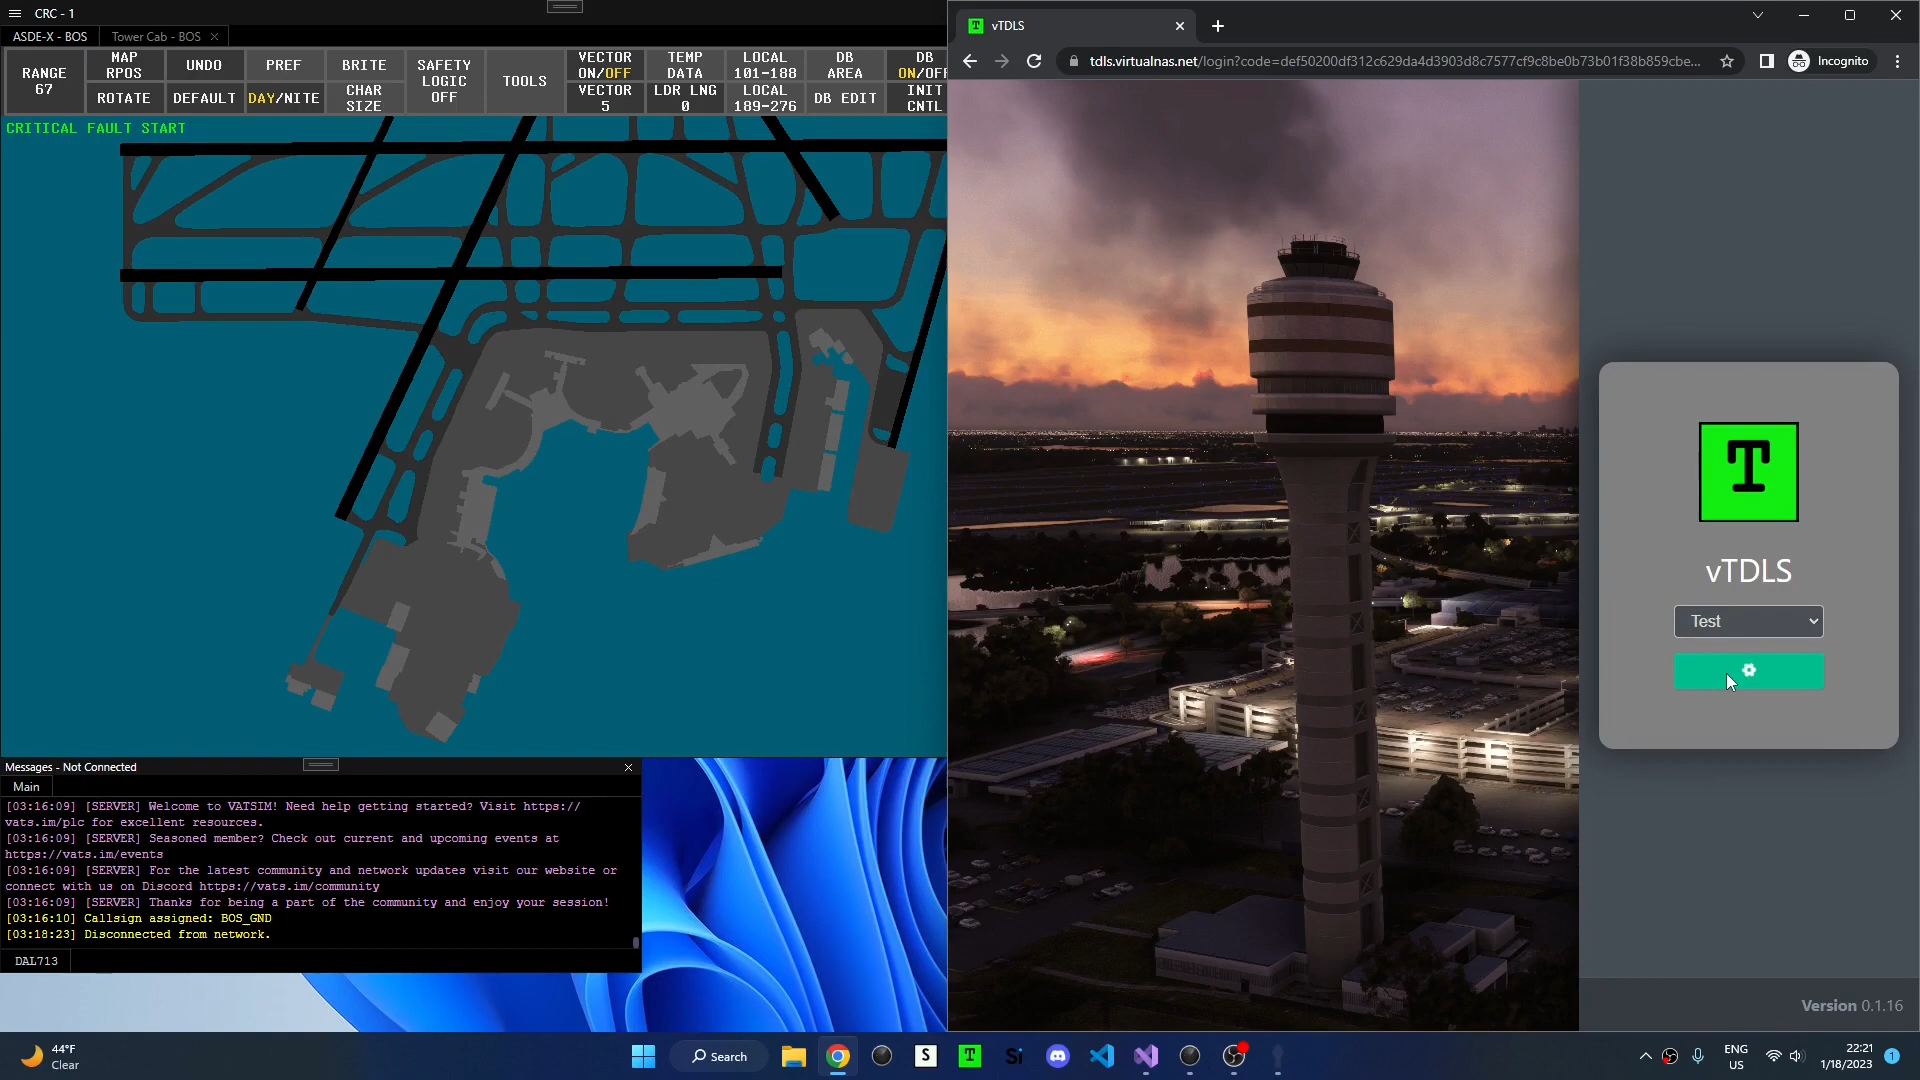 CRC - 1
ASDE-X - BOS
Tower Cab - BOS
RANGE
67
MAP
RPOS
ROTATE
UNDO
DEFAULT
PREF
DAY/NITE
BRITE
CHAR
SIZE
SAFETY
LOGIC
OFF
TOOLS
VECTOR
ON/OFF
VECTOR
5
TEMP
DATA
LDR LNG
0
LOCAL
101-188
LOCAL
189-276
DB
AREA
DB EDIT
DB
ON/OFF
INIT
CNTL
CRITICAL FAULT START
Messages - Not Connected
Main
[03:16:09] [SERVER] Welcome to VATSIM! Need help getting started? Visit https://
vats.im/plc for excellent resources.
[03:16:09] [SERVER] Seasoned member? Check out current and upcoming events at
https://vats.im/events
[03:16:09] [SERVER] For the latest community and network updates visit our website or
connect with us on Discord https://vats.im/community
[03:16:09] [SERVER] Thanks for being a part of the community and enjoy your session!
[03:16:10] Callsign assigned: BOS_GND
[03:18:23] Disconnected from network.
DAL713
T vTDLS
tdls.virtualnas.net/login?code=def50200df312c629da4d3903d8c7577cf9c8be0b73b01f38b859cbe...
Incognito
T
vTDLS
Test
Version 0.1.16
44°F
Clear
Search
S
T
Si
ENG
US
22:21
1/18/2023
1